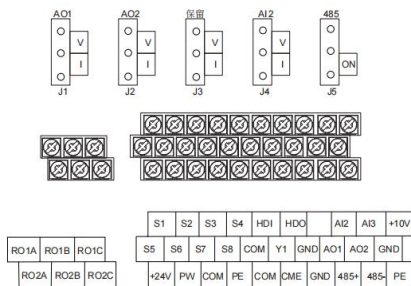 AO1 AO2 保留 AI2 485
V V V V
I I I I ON
J1 J2 J3 J4 J5
S1 S2 S3 S4 HDI HDO AI2 AI3 +10V
RO1A RO1B RO1C S5 S6 S7 S8 COM Y1 GND AO1 AO2 GND
RO2A RO2B RO2C +24V PW COM PE COM CME GND 485+ 485- PE